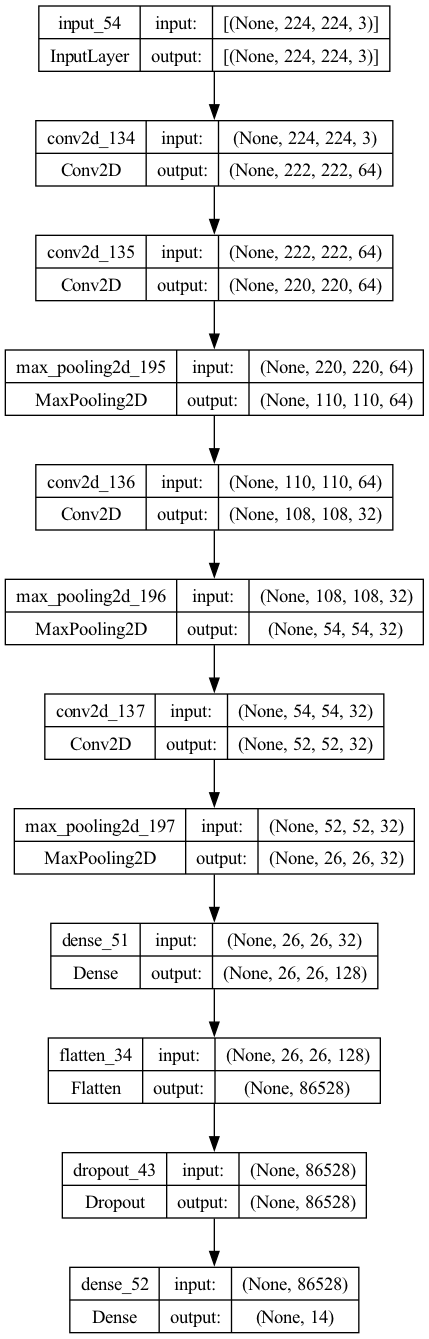 input_54 input: [(None, 224, 224, 3)]
InputLayer output: [(None, 224, 224, 3)]
conv2d_134 input: (None, 224, 224, 3)
Conv2D output: (None, 222, 222, 64)
conv2d_135 input: (None, 222, 222, 64)
Conv2D output: (None, 220, 220, 64)
max_pooling2d_195 input: (None, 220, 220, 64)
MaxPooling2D output: (None, 110, 110, 64)
conv2d_136 input: (None, 110, 110, 64)
Conv2D output: (None, 108, 108, 32)
max_pooling2d_196 input: (None, 108, 108, 32)
MaxPooling2D output: (None, 54, 54, 32)
conv2d_137 input: (None, 54, 54, 32)
Conv2D output: (None, 52, 52, 32)
max_pooling2d_197 input: (None, 52, 52, 32)
MaxPooling2D output: (None, 26, 26, 32)
dense_51 input: (None, 26, 26, 32)
Dense output: (None, 26, 26, 128)
flatten_34 input: (None, 26, 26, 128)
Flatten output: (None, 86528)
dropout_43 input: (None, 86528)
Dropout output: (None, 86528)
dense_52 input: (None, 86528)
Dense output: (None, 14)